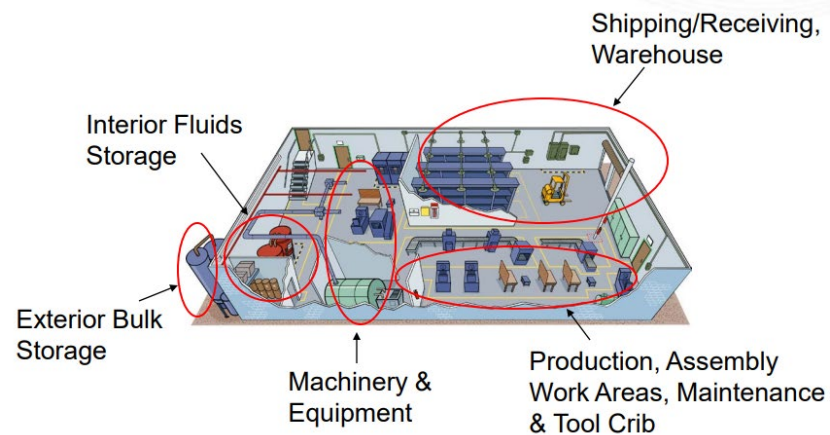 Shipping/Receiving,
Warehouse
Interior Fluids
Storage
Exterior Bulk
Storage
Machinery &
Equipment
Production, Assembly
Work Areas, Maintenance
& Tool Crib